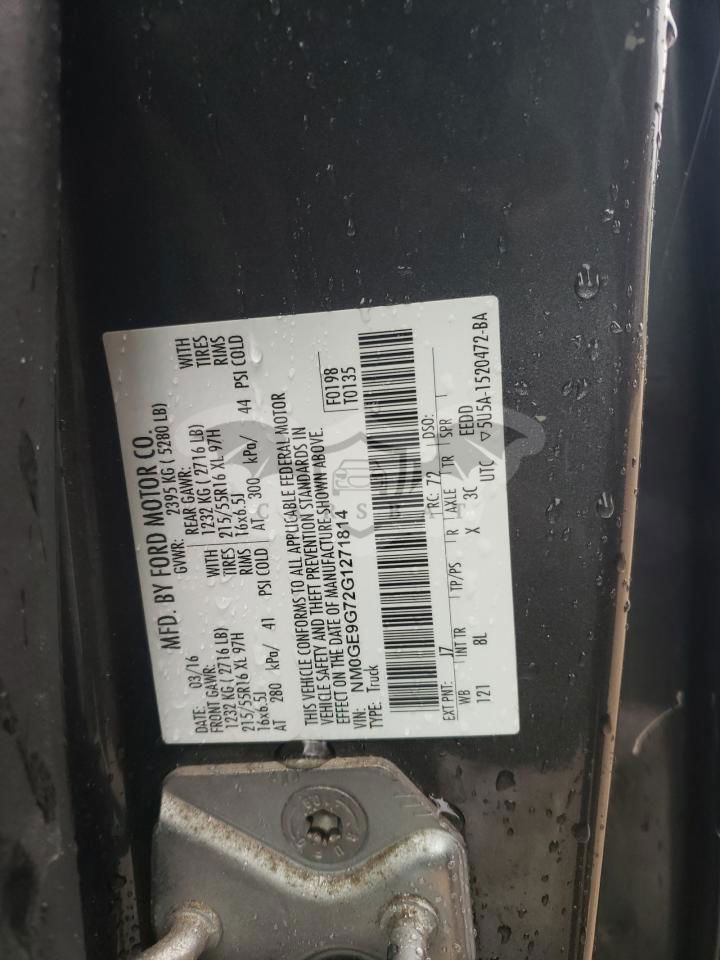 MFD. BY FORD MOTOR CO.
DATE: 03/16 GVWR: 2395 KG ( 5280 LB)
FRONT GAWR: REAR GAWR:
1232 KG ( 2716 LB) WITH 1232 KG ( 2716 LB) WITH
215/55R16 XL 97H TIRES 215/55R16 XL 97H TIRES
16x6.5J RIMS 16x6.5J RIMS
AT 280 kPa/ 41 PSI COLD AT 300 kPa/ 44 PSI COLD
THIS VEHICLE CONFORMS TO ALL APPLICABLE FEDERAL MOTOR
VEHICLE SAFETY AND THEFT PREVENTION STANDARDS IN
EFFECT ON THE DATE OF MANUFACTURE SHOWN ABOVE.
VIN: NM0GE9G72G1271814 F0198
TYPE: Truck T0135
EXT PNT: J7 RC: 72 DSO:
WB INT TR TP/PS R AXLE TR SPR
121 8L X 3C EEDD
UTC ▽5U5A-1520472-BA